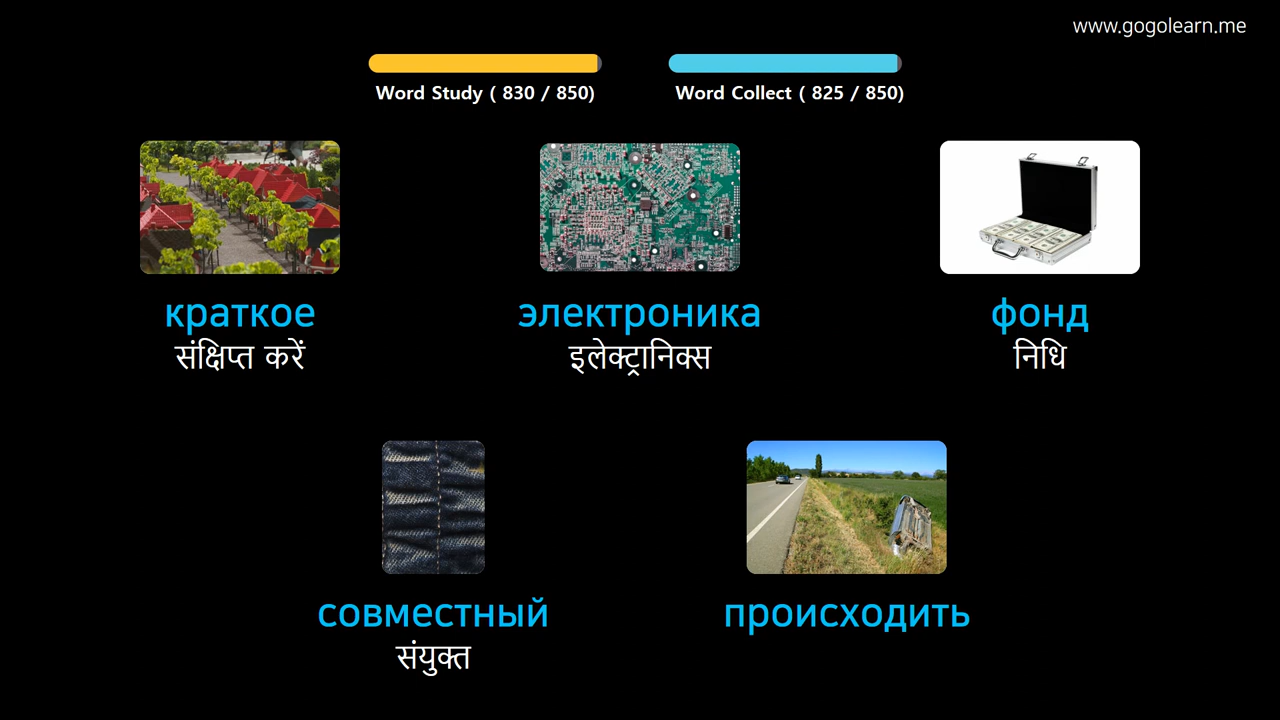 www.gogolearn.me
Word Study ( 830 / 850)
Word Collect ( 825 / 850)
краткое
संक्षिप्त करें
электроника
इलेक्ट्रानिक्स
фонд
निधि
совместный
संयुक्त
происходить